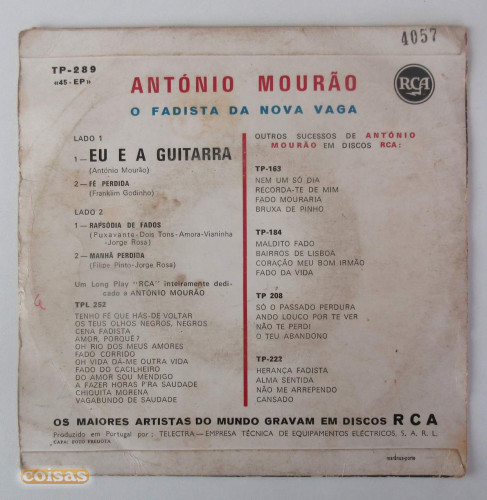 4057
TP-289
«45-EP»
ANTÓNIO MOURÃO
O FADISTA DA NOVA VAGA
RCA
LADO 1
1—EU E A GUITARRA
(António Mourão)
2—FÉ PERDIDA
(Franklim Godinho)
LADO 2
1—RAPSÓDIA DE FADOS
(Puxavante-Dois Tons-Amora-Vianinha
-Jorge Rosa)
2—MANHÃ PERDIDA
(Filipe Pinto-Jorge Rosa)
Um Long Play "RCA" inteiramente dedi-
cado a ANTÓNIO MOURÃO
TPL 252
TENHO FÉ QUE HÁS-DE VOLTAR
OS TEUS OLHOS NEGROS, NEGROS
CENA FADISTA
AMOR, PORQUÊ?
OH RIO DOS MEUS AMORES
FADO CORRIDO
OH VIDA DÁ-ME OUTRA VIDA
FADO DO CACILHEIRO
DO AMOR SOU MENDIGO
A FAZER HORAS P'RA SAUDADE
CHIQUITA MORENA
VAGABUNDO DE SAUDADE
OUTROS SUCESSOS DE ANTÓNIO
MOURÃO EM DISCOS RCA:
TP-163
NEM UM SÓ DIA
RECORDA-TE DE MIM
FADO MOURARIA
BRUXA DE PINHO
TP-184
MALDITO FADO
BAIRROS DE LISBOA
CORAÇÃO MEU BOM IRMÃO
FADO DA VIDA
TP 208
SÓ O PASSADO PERDURA
ANDO LOUCO POR TE VER
NÃO TE PERDI
O TEU ABANDONO
TP-222
HERANÇA FADISTA
ALMA SENTIDA
NÃO ME ARREPENDO
CANSADO
OS MAIORES ARTISTAS DO MUNDO GRAVAM EM DISCOS RCA
Produzido em Portugal por: TELECTRA—EMPRESA TÉCNICA DE EQUIPAMENTOS ELÉCTRICOS, S. A. R. L.
CAPA:
coisas